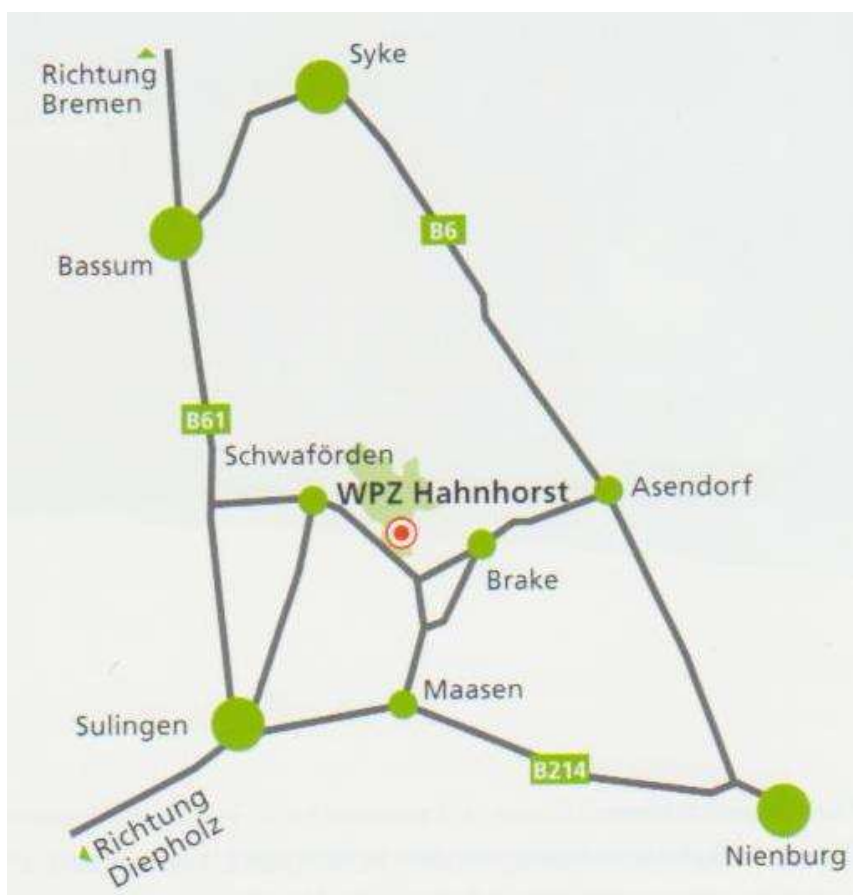 Syke
Richtung
Bremen
B6
Bassum
B61
Schwaförden
WPZ Hahnhorst
Asendorf
Brake
Maasen
Sulingen
B214
Richtung
Diepholz
Nienburg